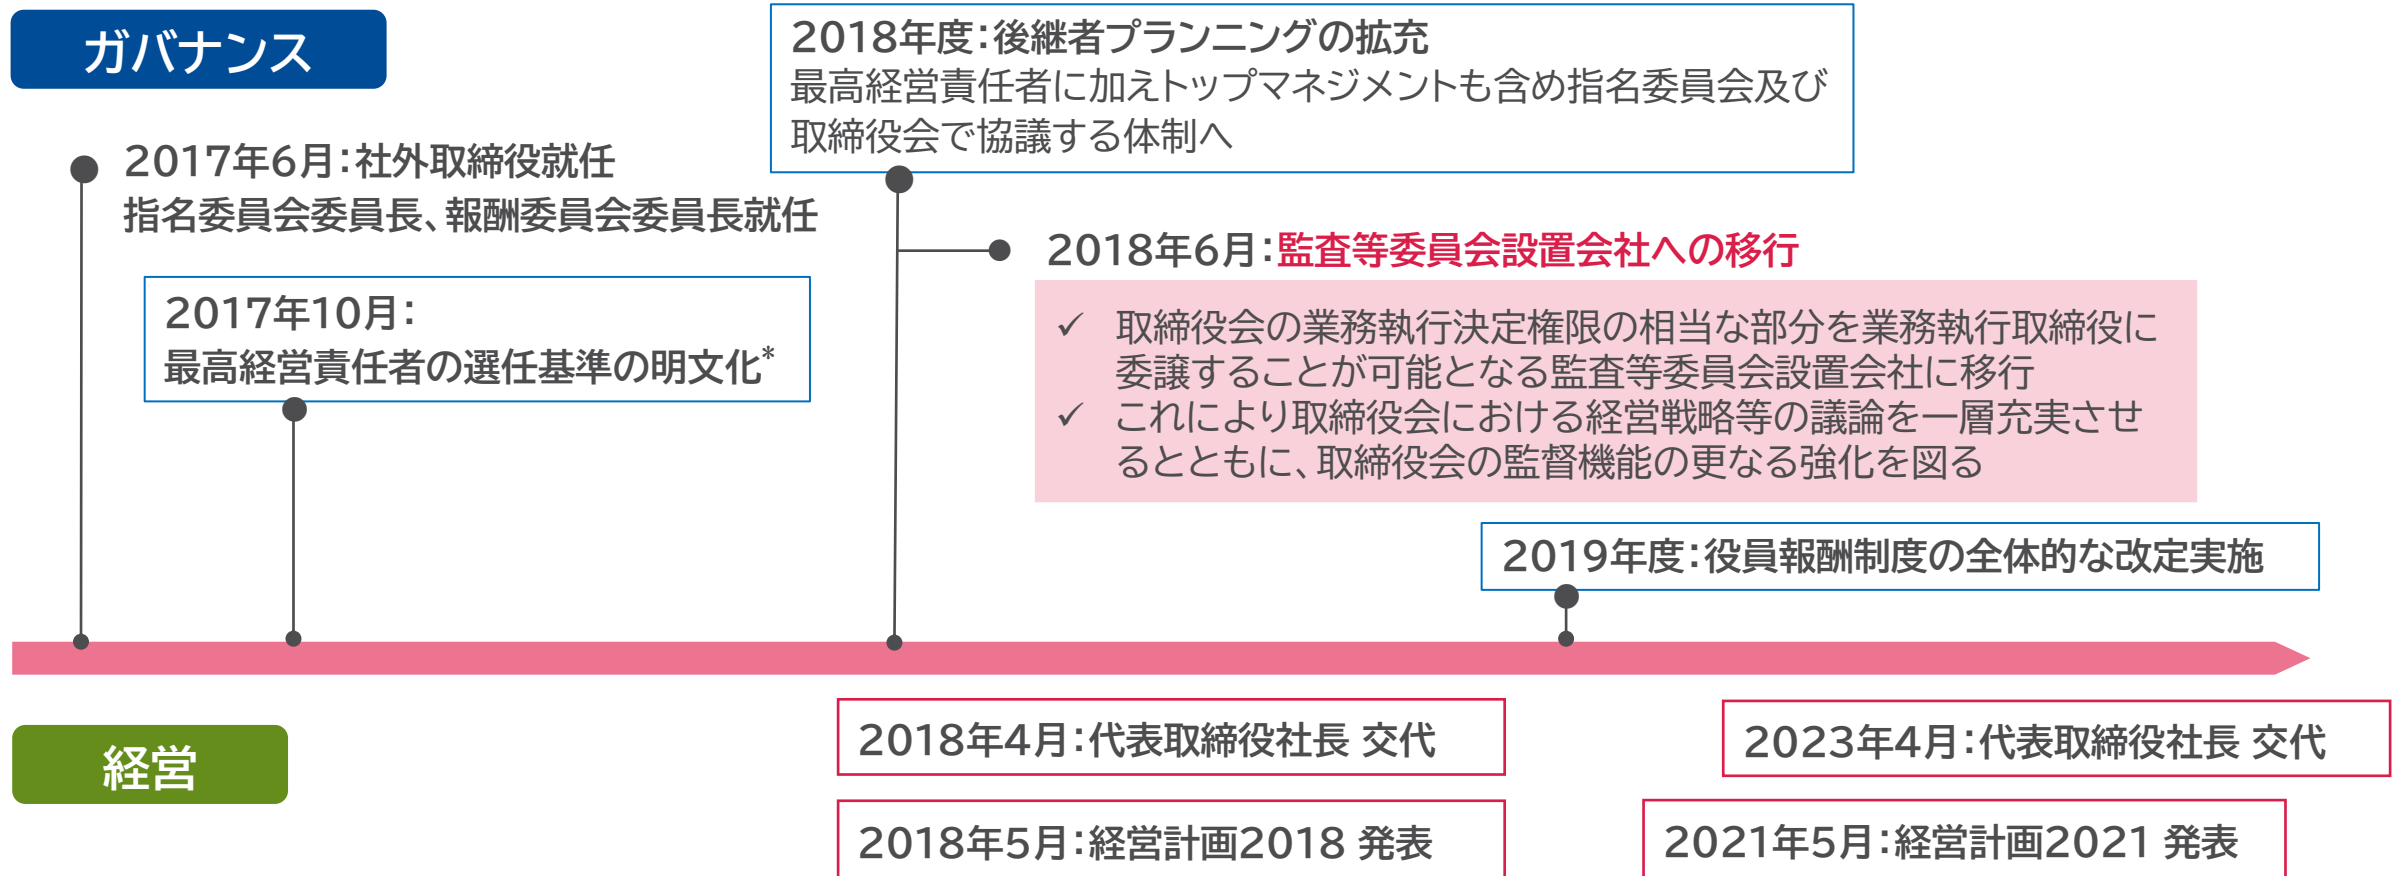 ガバナンス
2018年度：後継者プランニングの拡充
最高経営責任者に加えトップマネジメントも含め指名委員会及び
取締役会で協議する体制へ
2017年6月：社外取締役就任
指名委員会委員長、報酬委員会委員長就任
2018年6月：監査等委員会設置会社への移行
2017年10月：
最高経営責任者の選任基準の明文化*
✓ 取締役会の業務執行決定権限の相当な部分を業務執行取締役に
委譲することが可能となる監査等委員会設置会社に移行
✓ これにより取締役会における経営戦略等の議論を一層充実させ
るとともに、取締役会の監督機能の更なる強化を図る
2019年度：役員報酬制度の全体的な改定実施
経営
2018年4月：代表取締役社長 交代
2023年4月：代表取締役社長 交代
2018年5月：経営計画2018 発表
2021年5月：経営計画2021 発表